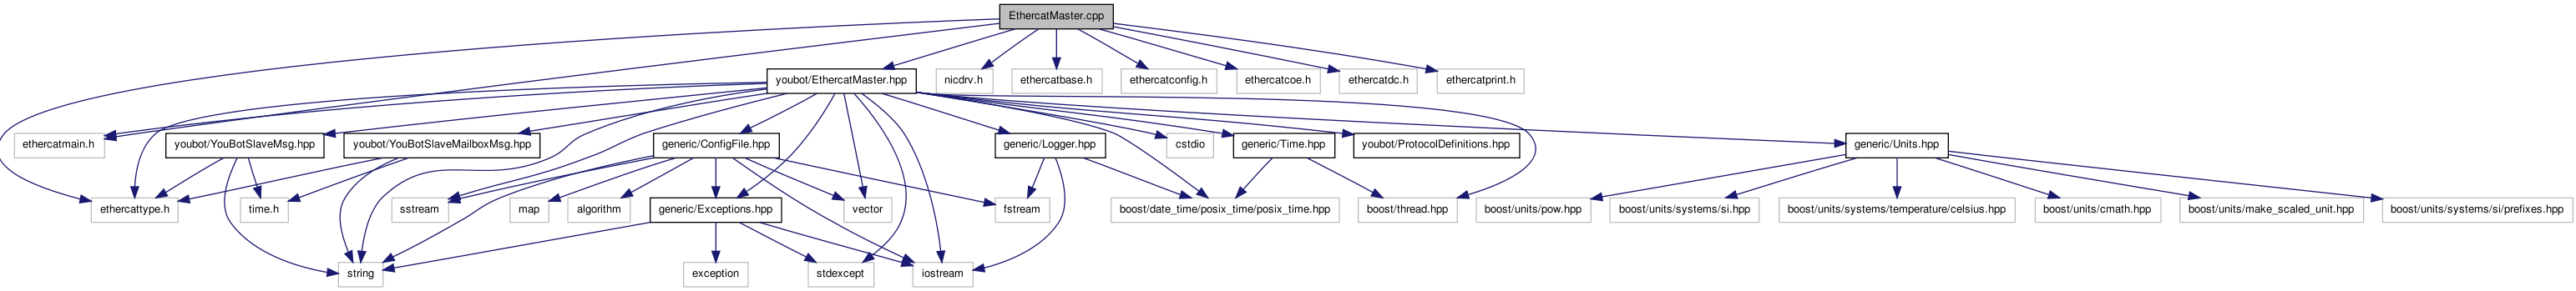 EthercatMaster.cpp
youbot/EthercatMaster.hpp
nicdrv.h
ethercatbase.h
ethercatconfig.h
ethercatcoe.h
ethercatdc.h
ethercatprint.h
ethercatmain.h
youbot/YouBotSlaveMsg.hpp
youbot/YouBotSlaveMailboxMsg.hpp
generic/ConfigFile.hpp
generic/Logger.hpp
cstdio
generic/Time.hpp
youbot/ProtocolDefinitions.hpp
generic/Units.hpp
ethercattype.h
time.h
sstream
map
algorithm
generic/Exceptions.hpp
vector
fstream
boost/date_time/posix_time/posix_time.hpp
boost/thread.hpp
boost/units/pow.hpp
boost/units/systems/si.hpp
boost/units/systems/temperature/celsius.hpp
boost/units/cmath.hpp
boost/units/make_scaled_unit.hpp
boost/units/systems/si/prefixes.hpp
string
exception
stdexcept
iostream